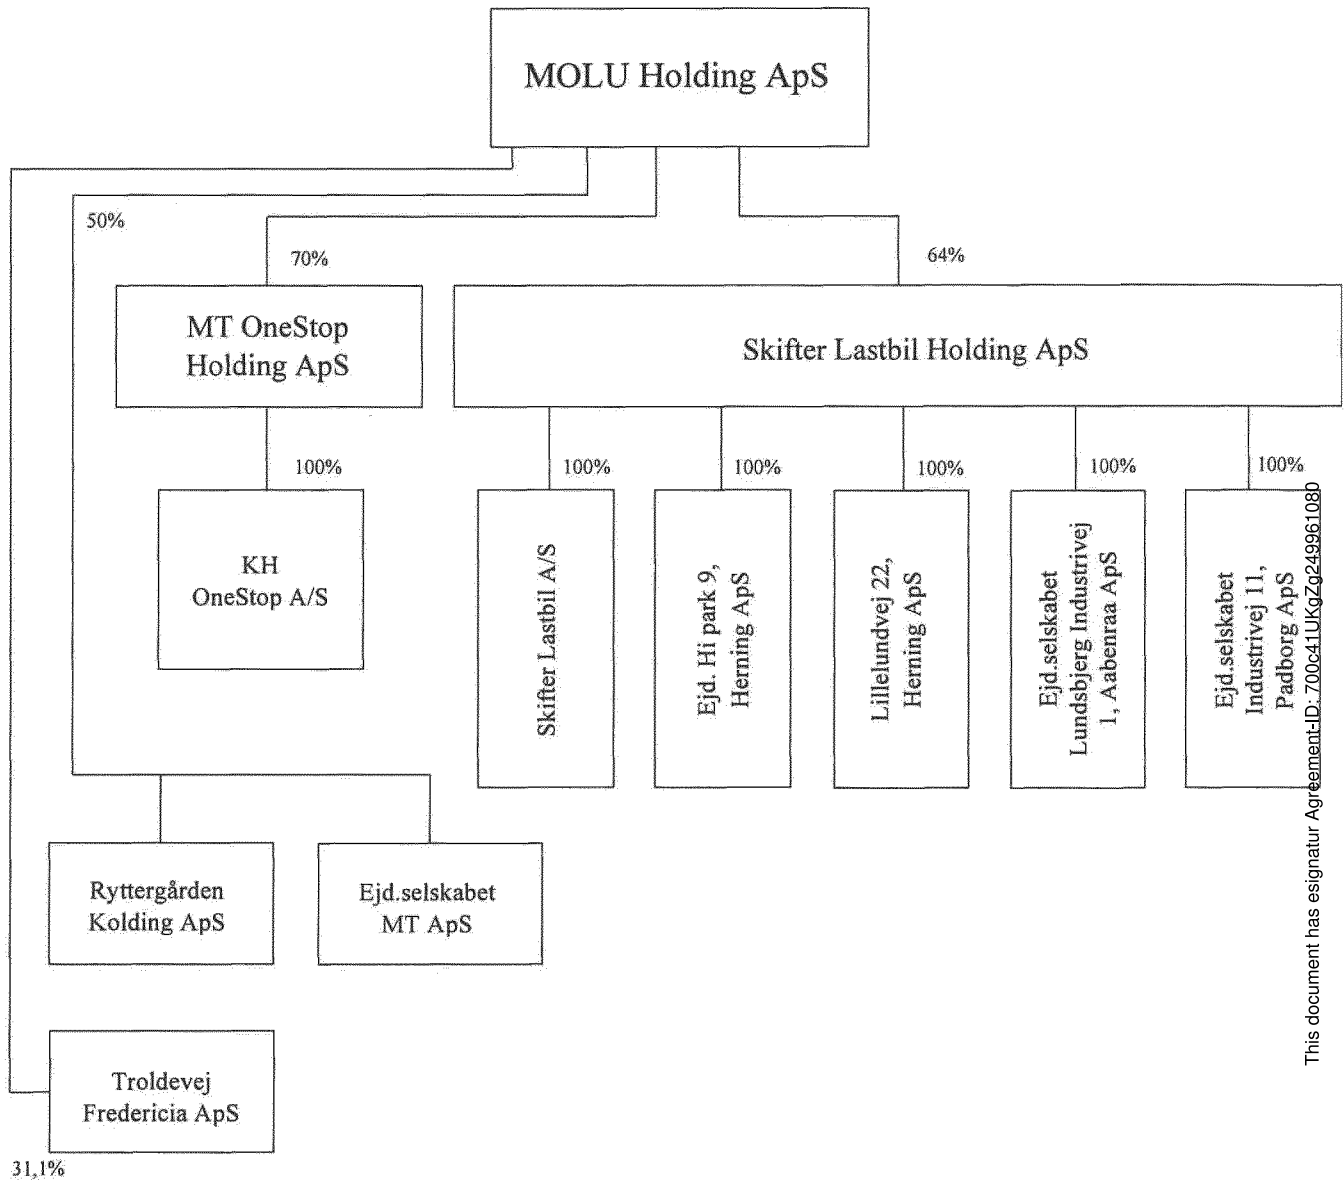 MOLU Holding ApS
50%
70%
64%
MT OneStop
Holding ApS
Skifter Lastbil Holding ApS
100%
100%
100%
100%
100%
100%
KH
OneStop A/S
Skifter Lastbil A/S
Ejd. Hi park 9,
Herning ApS
Lillelundvej 22,
Herning ApS
Ejd.selskabet
Lundsbjerg Industrivej
1, Aabenraa ApS
Ejd.selskabet
Industrivej 11,
Padborg ApS
Ryttergården
Kolding ApS
Ejd.selskabet
MT ApS
Troldevej
Fredericia ApS
31,1%
This document has esignatur Agreement-ID: 700c41UKgZg249961080